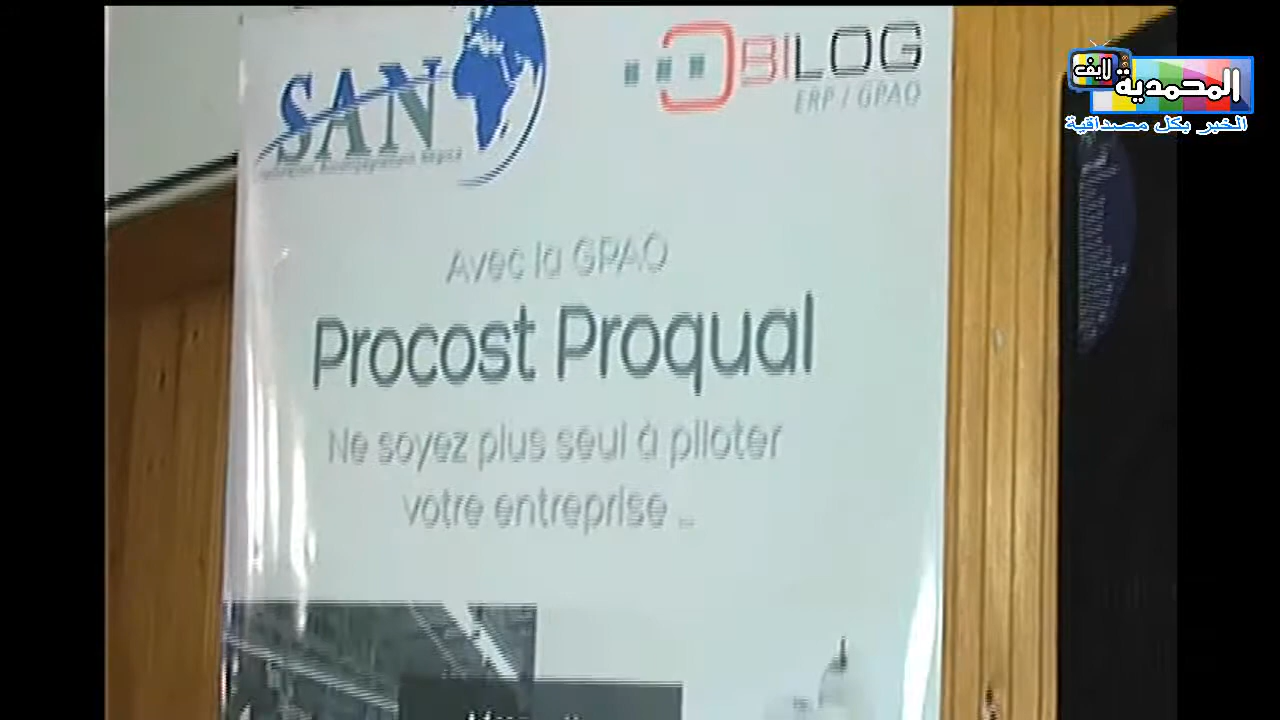 SAN
OBILOG
ERP / GPAO
المحمدية لايف
الخبر بكل مصداقية
Avec la GPAO
Procost Proqual
Ne soyez plus seul à piloter
votre entreprise ...